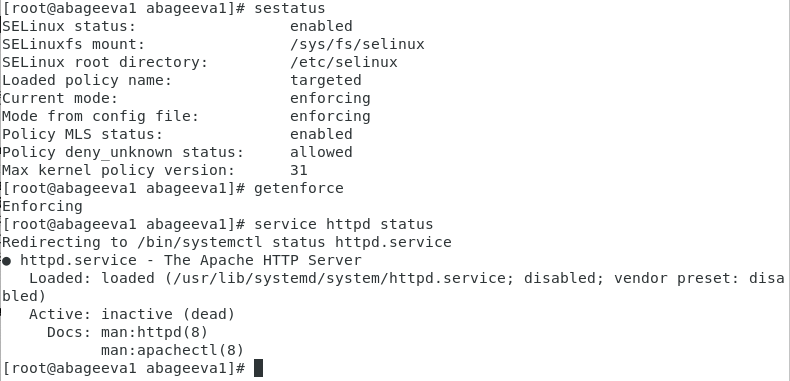 [root@abageeva1 abageeva1]# sestatus
SELinux status:                 enabled
SELinuxfs mount:                /sys/fs/selinux
SELinux root directory:         /etc/selinux
Loaded policy name:             targeted
Current mode:                   enforcing
Mode from config file:          enforcing
Policy MLS status:              enabled
Policy deny_unknown status:     allowed
Max kernel policy version:      31
[root@abageeva1 abageeva1]# getenforce
Enforcing
[root@abageeva1 abageeva1]# service httpd status
Redirecting to /bin/systemctl status httpd.service
● httpd.service - The Apache HTTP Server
   Loaded: loaded (/usr/lib/systemd/system/httpd.service; disabled; vendor preset: disa
bled)
   Active: inactive (dead)
     Docs: man:httpd(8)
           man:apachectl(8)
[root@abageeva1 abageeva1]#